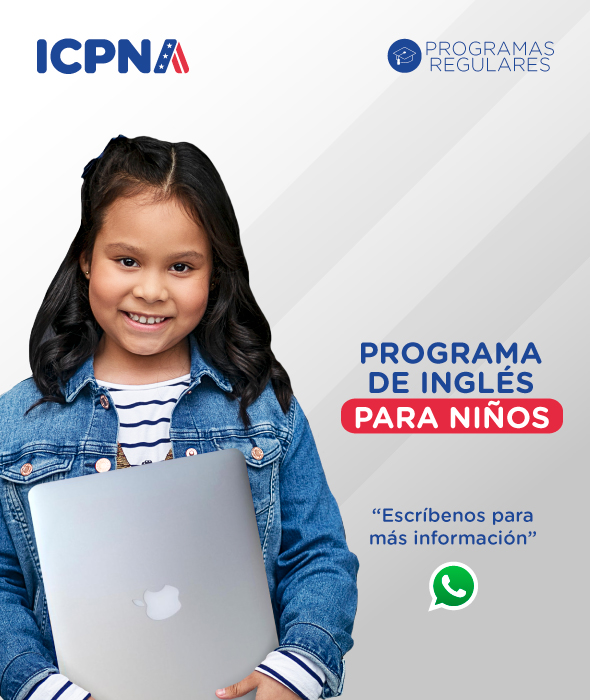 ICPNA
PROGRAMAS
REGULARES
PROGRAMA
DE INGLÉS
PARA NIÑOS
“Escríbenos para
más información”